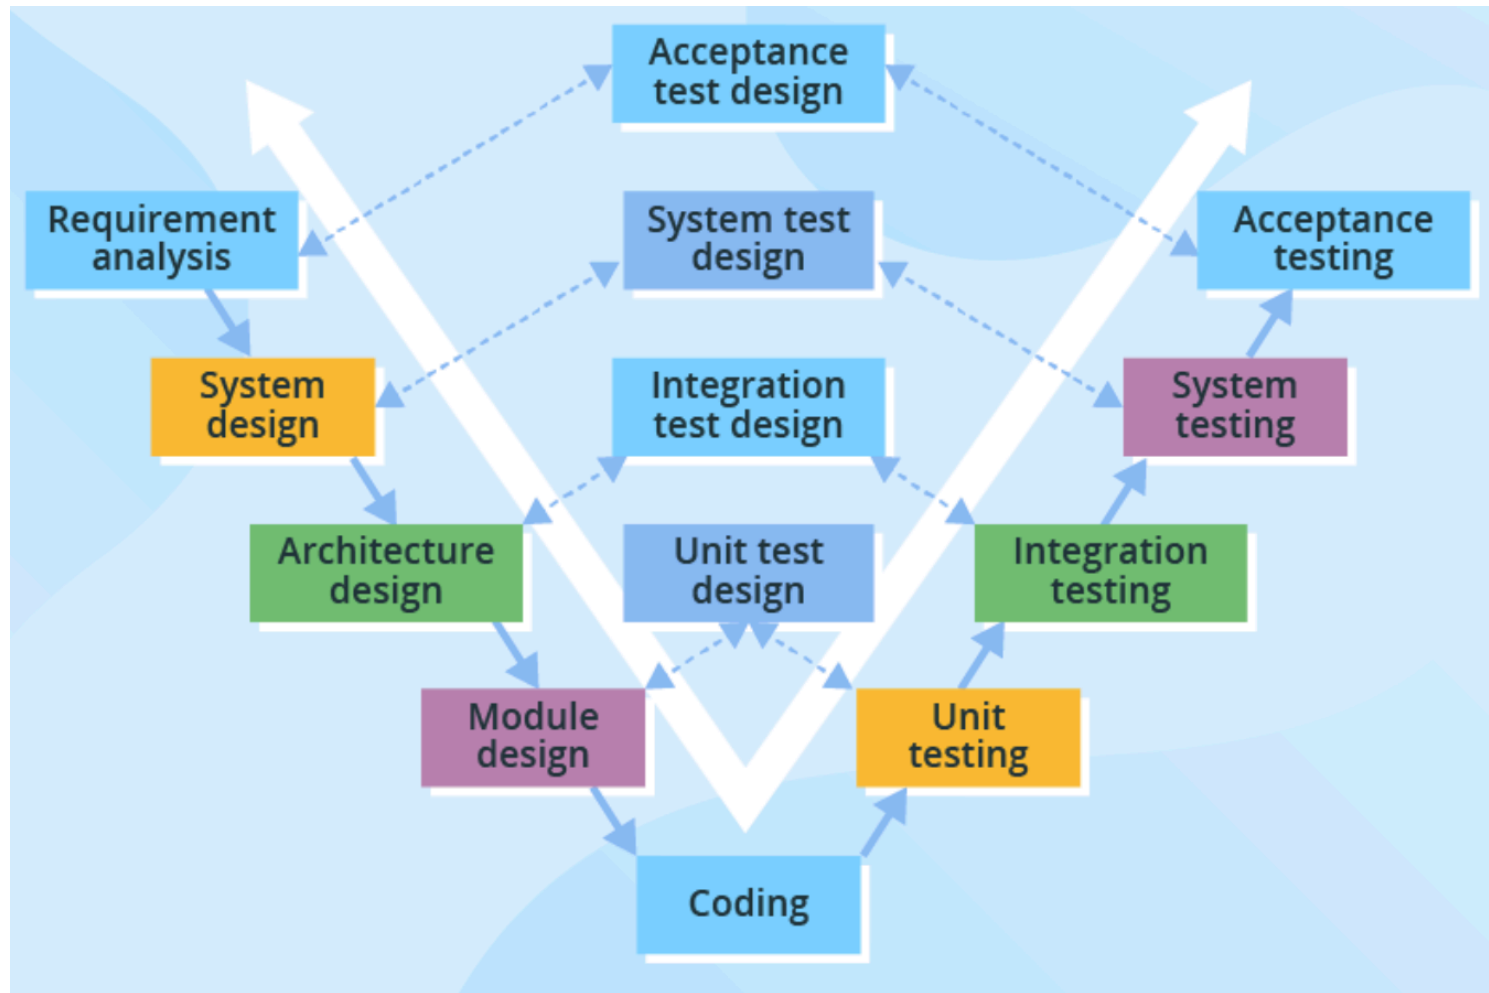 Acceptance
test design
Requirement
analysis
System test
design
Acceptance
testing
System
design
Integration
test design
System
testing
Architecture
design
Unit test
design
Integration
testing
Module
design
Unit
testing
Coding